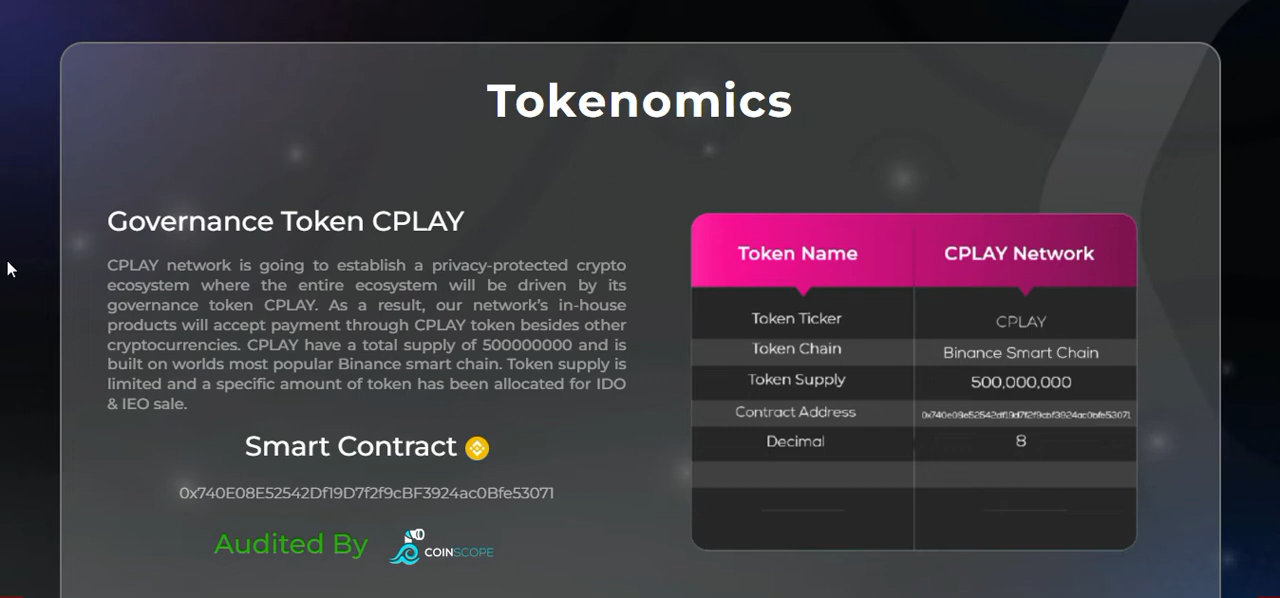 Tokenomics
Governance Token CPLAY
CPLAY network is going to establish a privacy-protected crypto
ecosystem where the entire ecosystem will be driven by its
governance token CPLAY. As a result, our network's in-house
products will accept payment through CPLAY token besides other
cryptocurrencies. CPLAY have a total supply of 500000000 and is
built on worlds most popular Binance smart chain. Token supply is
limited and a specific amount of token has been allocated for IDO
& IEO sale.
Smart Contract
0x740E08E52542Df19D7f2f9cBF3924ac0Bfe53071
Audited By COINSCOPE
Token Name CPLAY Network
Token Ticker CPLAY
Token Chain Binance Smart Chain
Token Supply 500,000,000
Contract Address 0x740e08e52542df19d7f2f9cbf3924ac0bfe53071
Decimal 8